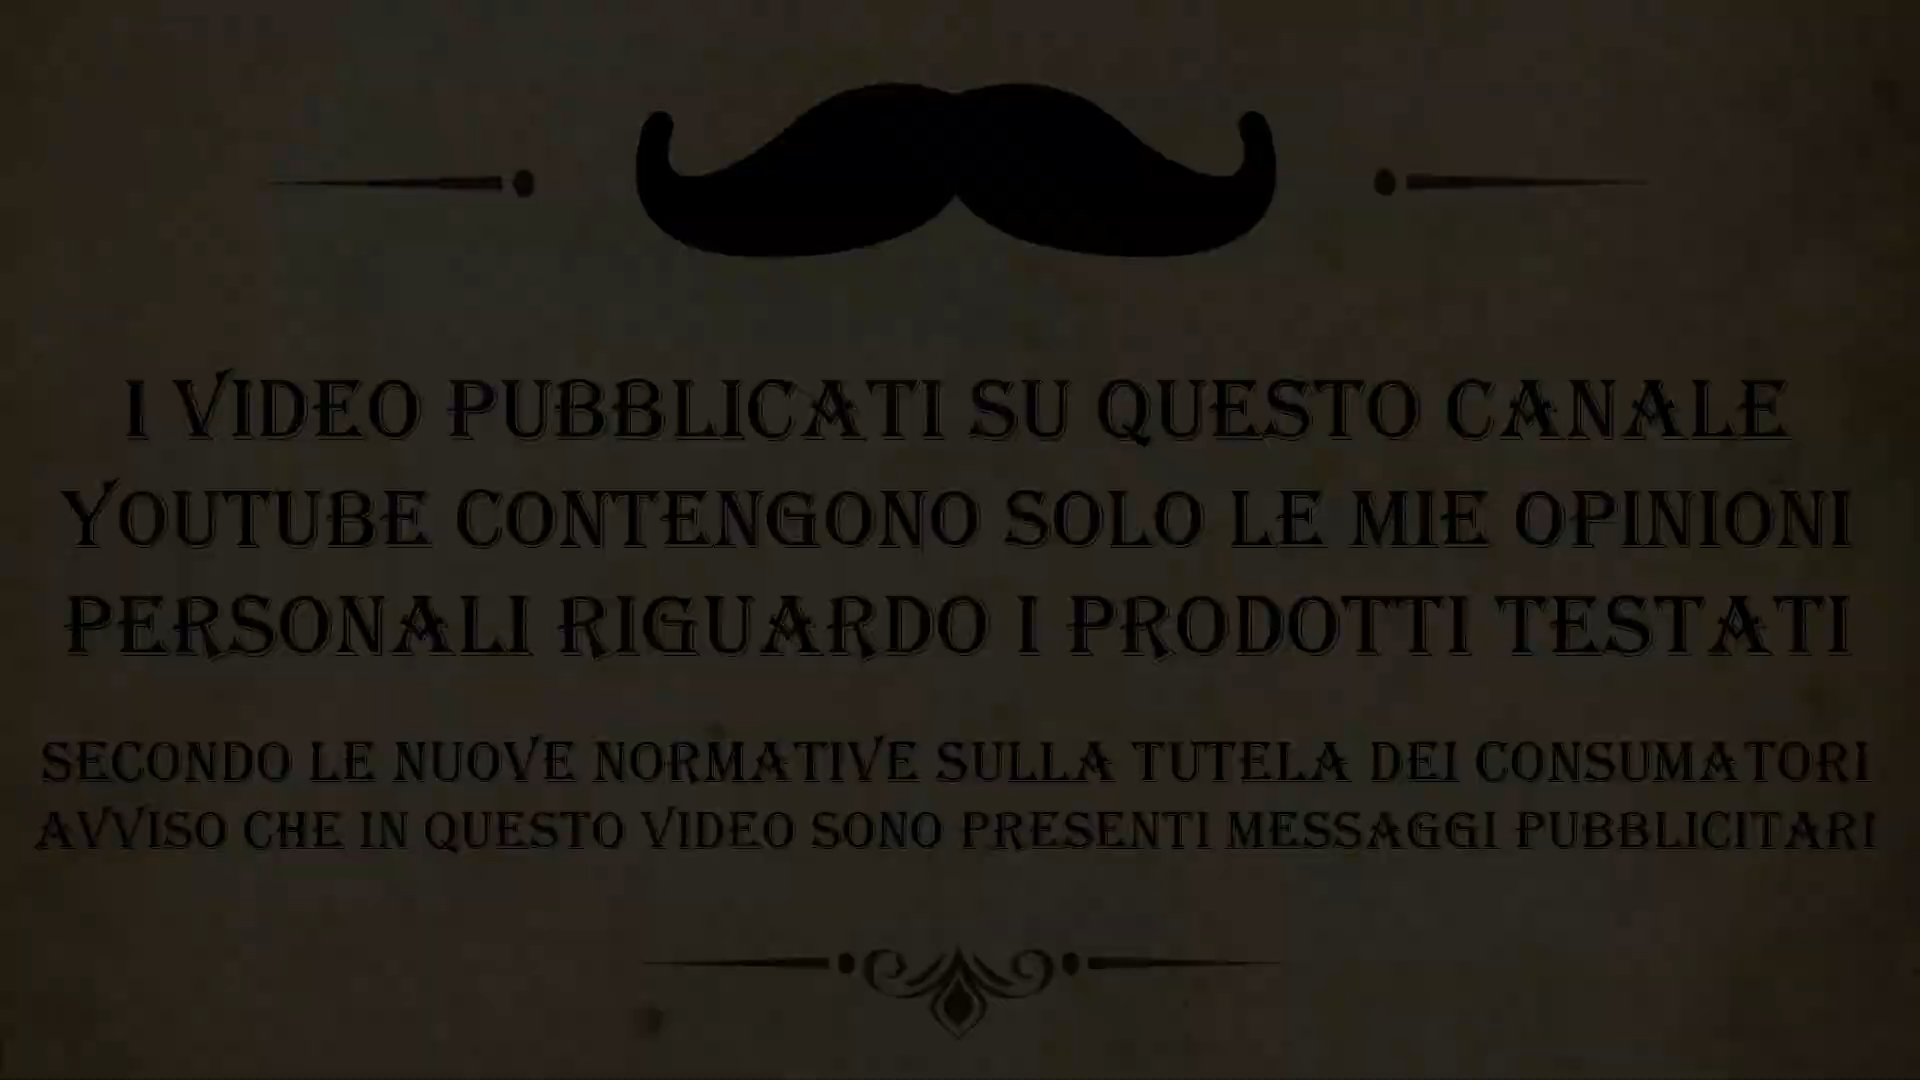 I VIDEO PUBBLICATI SU QUESTO CANALE
YOUTUBE CONTENGONO SOLO LE MIE OPINIONI
PERSONALI RIGUARDO I PRODOTTI TESTATI
SECONDO LE NUOVE NORMATIVE SULLA TUTELA DEI CONSUMATORI
AVVISO CHE IN QUESTO VIDEO SONO PRESENTI MESSAGGI PUBBLICITARI